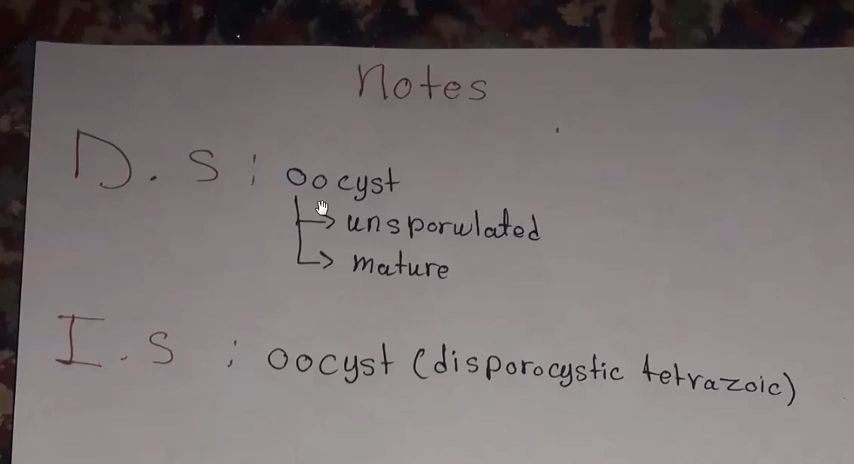 Notes
D.S; oocyst
unsporulated
mature
I.S; oocyst (disporocystic tetrazoic)